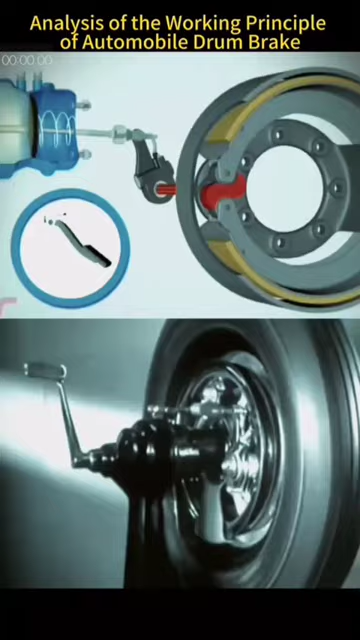 Analysis of the Working Principle
of Automobile Drum Brake
00:00.00